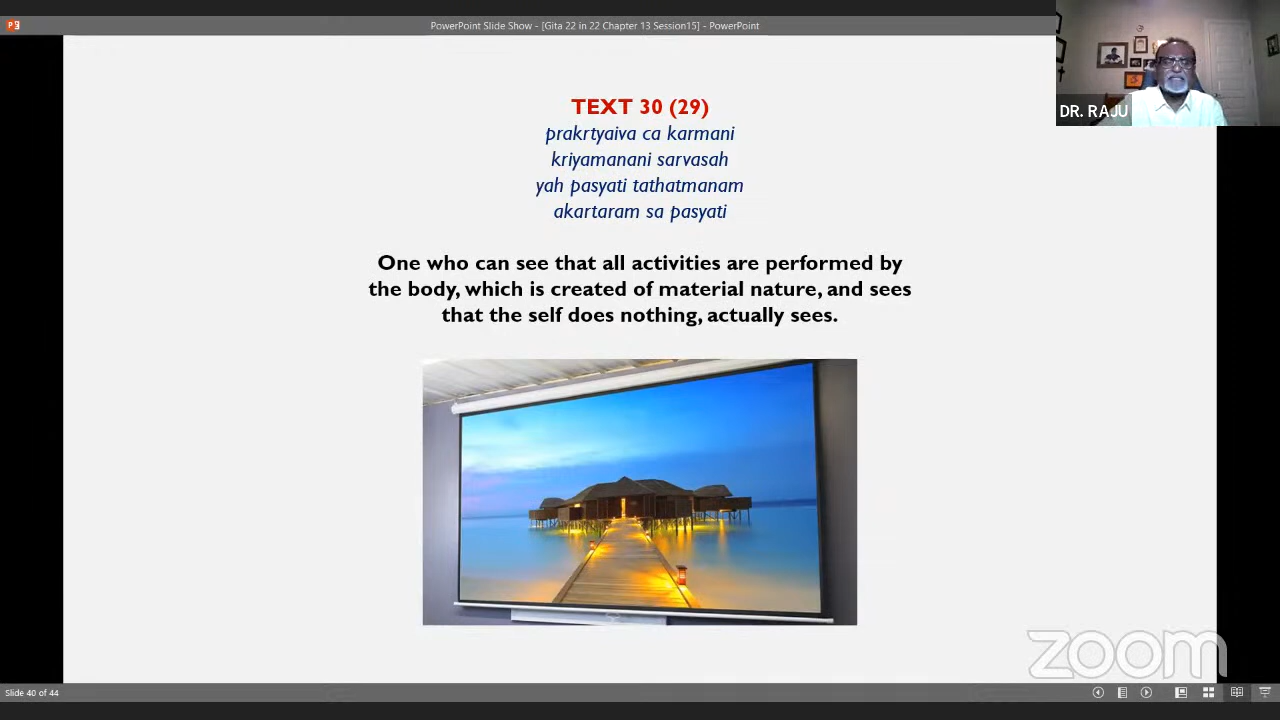 PowerPoint Slide Show - [Gita 22 in 22 Chapter 13 Session15] - PowerPoint
DR. RAJU
TEXT 30 (29)
prakrtyaiva ca karmani
kriyamanani sarvasah
yah pasyati tathatmanam
akartaram sa pasyati
One who can see that all activities are performed by
the body, which is created of material nature, and sees
that the self does nothing, actually sees.
zoom
Slide 40 of 44